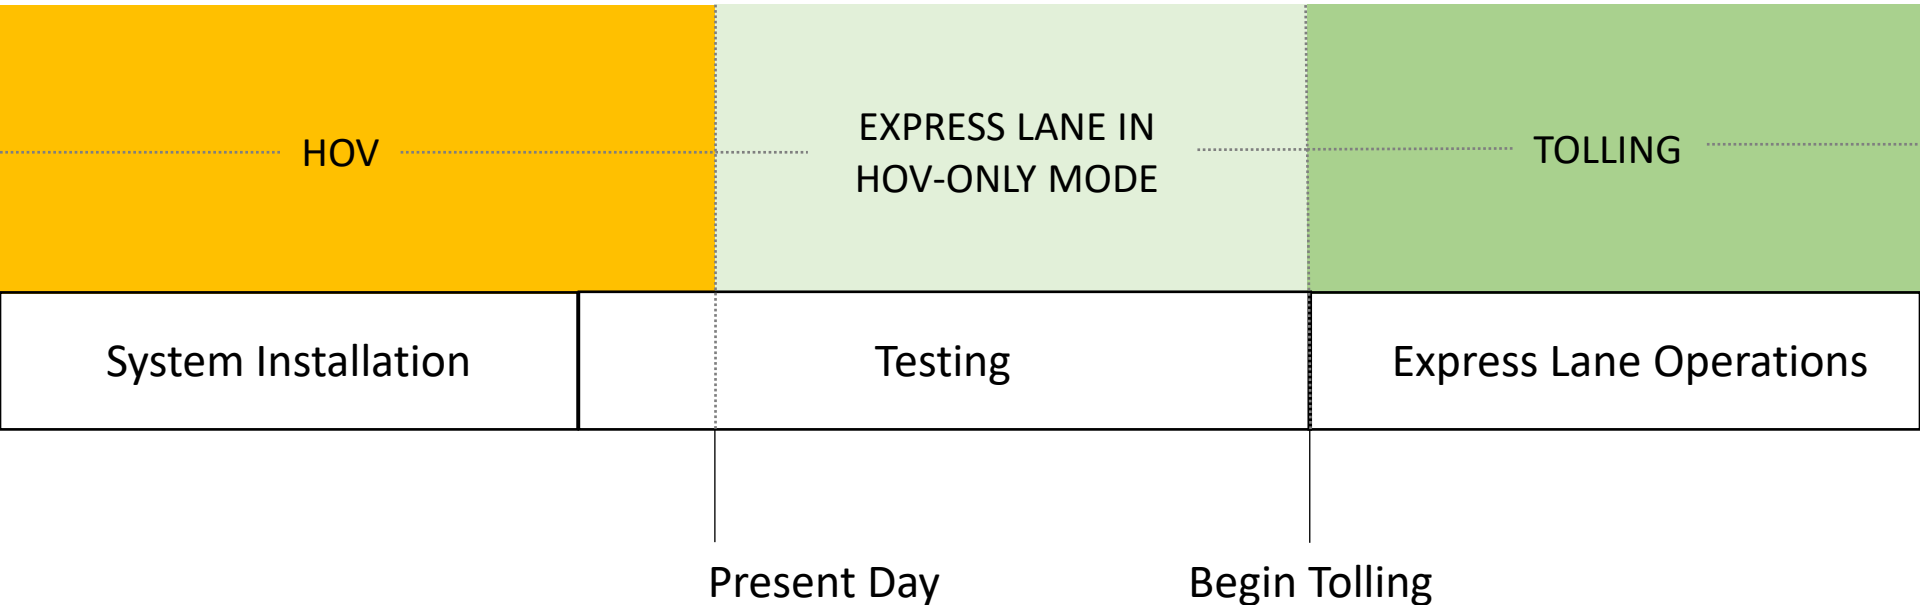 HOV
EXPRESS LANE IN
HOV-ONLY MODE
TOLLING
System Installation
Testing
Express Lane Operations
Present Day
Begin Tolling